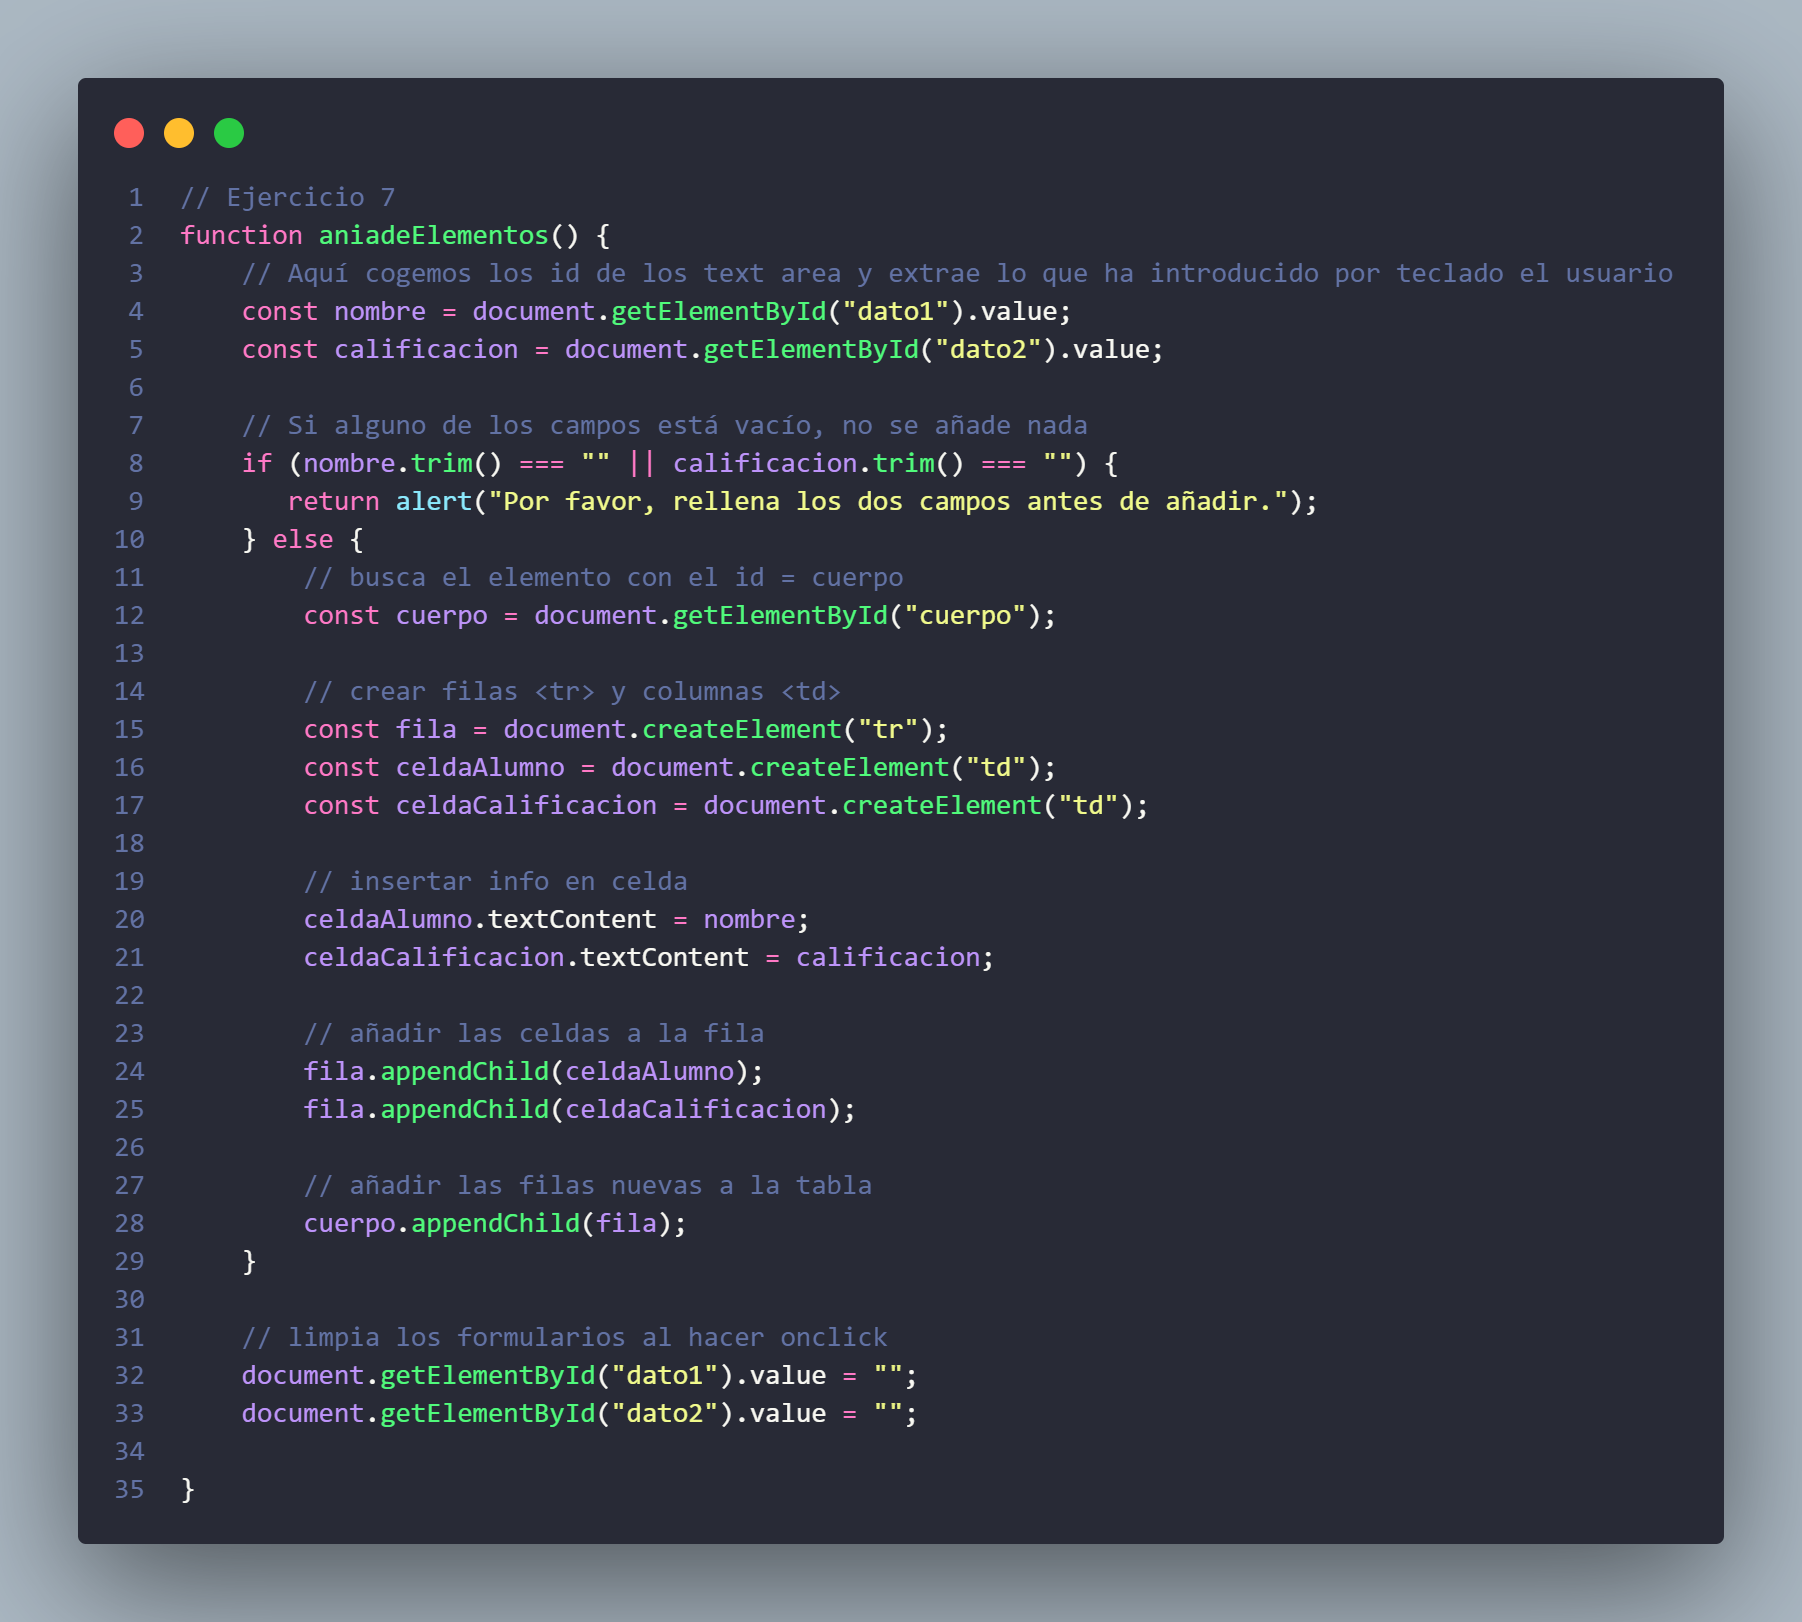 1 // Ejercicio 7
2 function aniadeElementos() {
3     // Aquí cogemos los id de los text area y extrae lo que ha introducido por teclado el usuario
4     const nombre = document.getElementById("dato1").value;
5     const calificacion = document.getElementById("dato2").value;
6
7     // Si alguno de los campos está vacío, no se añade nada
8     if (nombre.trim() === "" || calificacion.trim() === "") {
9        return alert("Por favor, rellena los dos campos antes de añadir.");
10     } else {
11         // busca el elemento con el id = cuerpo
12         const cuerpo = document.getElementById("cuerpo");
13
14         // crear filas <tr> y columnas <td>
15         const fila = document.createElement("tr");
16         const celdaAlumno = document.createElement("td");
17         const celdaCalificacion = document.createElement("td");
18
19         // insertar info en celda
20         celdaAlumno.textContent = nombre;
21         celdaCalificacion.textContent = calificacion;
22
23         // añadir las celdas a la fila
24         fila.appendChild(celdaAlumno);
25         fila.appendChild(celdaCalificacion);
26
27         // añadir las filas nuevas a la tabla
28         cuerpo.appendChild(fila);
29     }
30
31     // limpia los formularios al hacer onclick
32     document.getElementById("dato1").value = "";
33     document.getElementById("dato2").value = "";
34
35 }